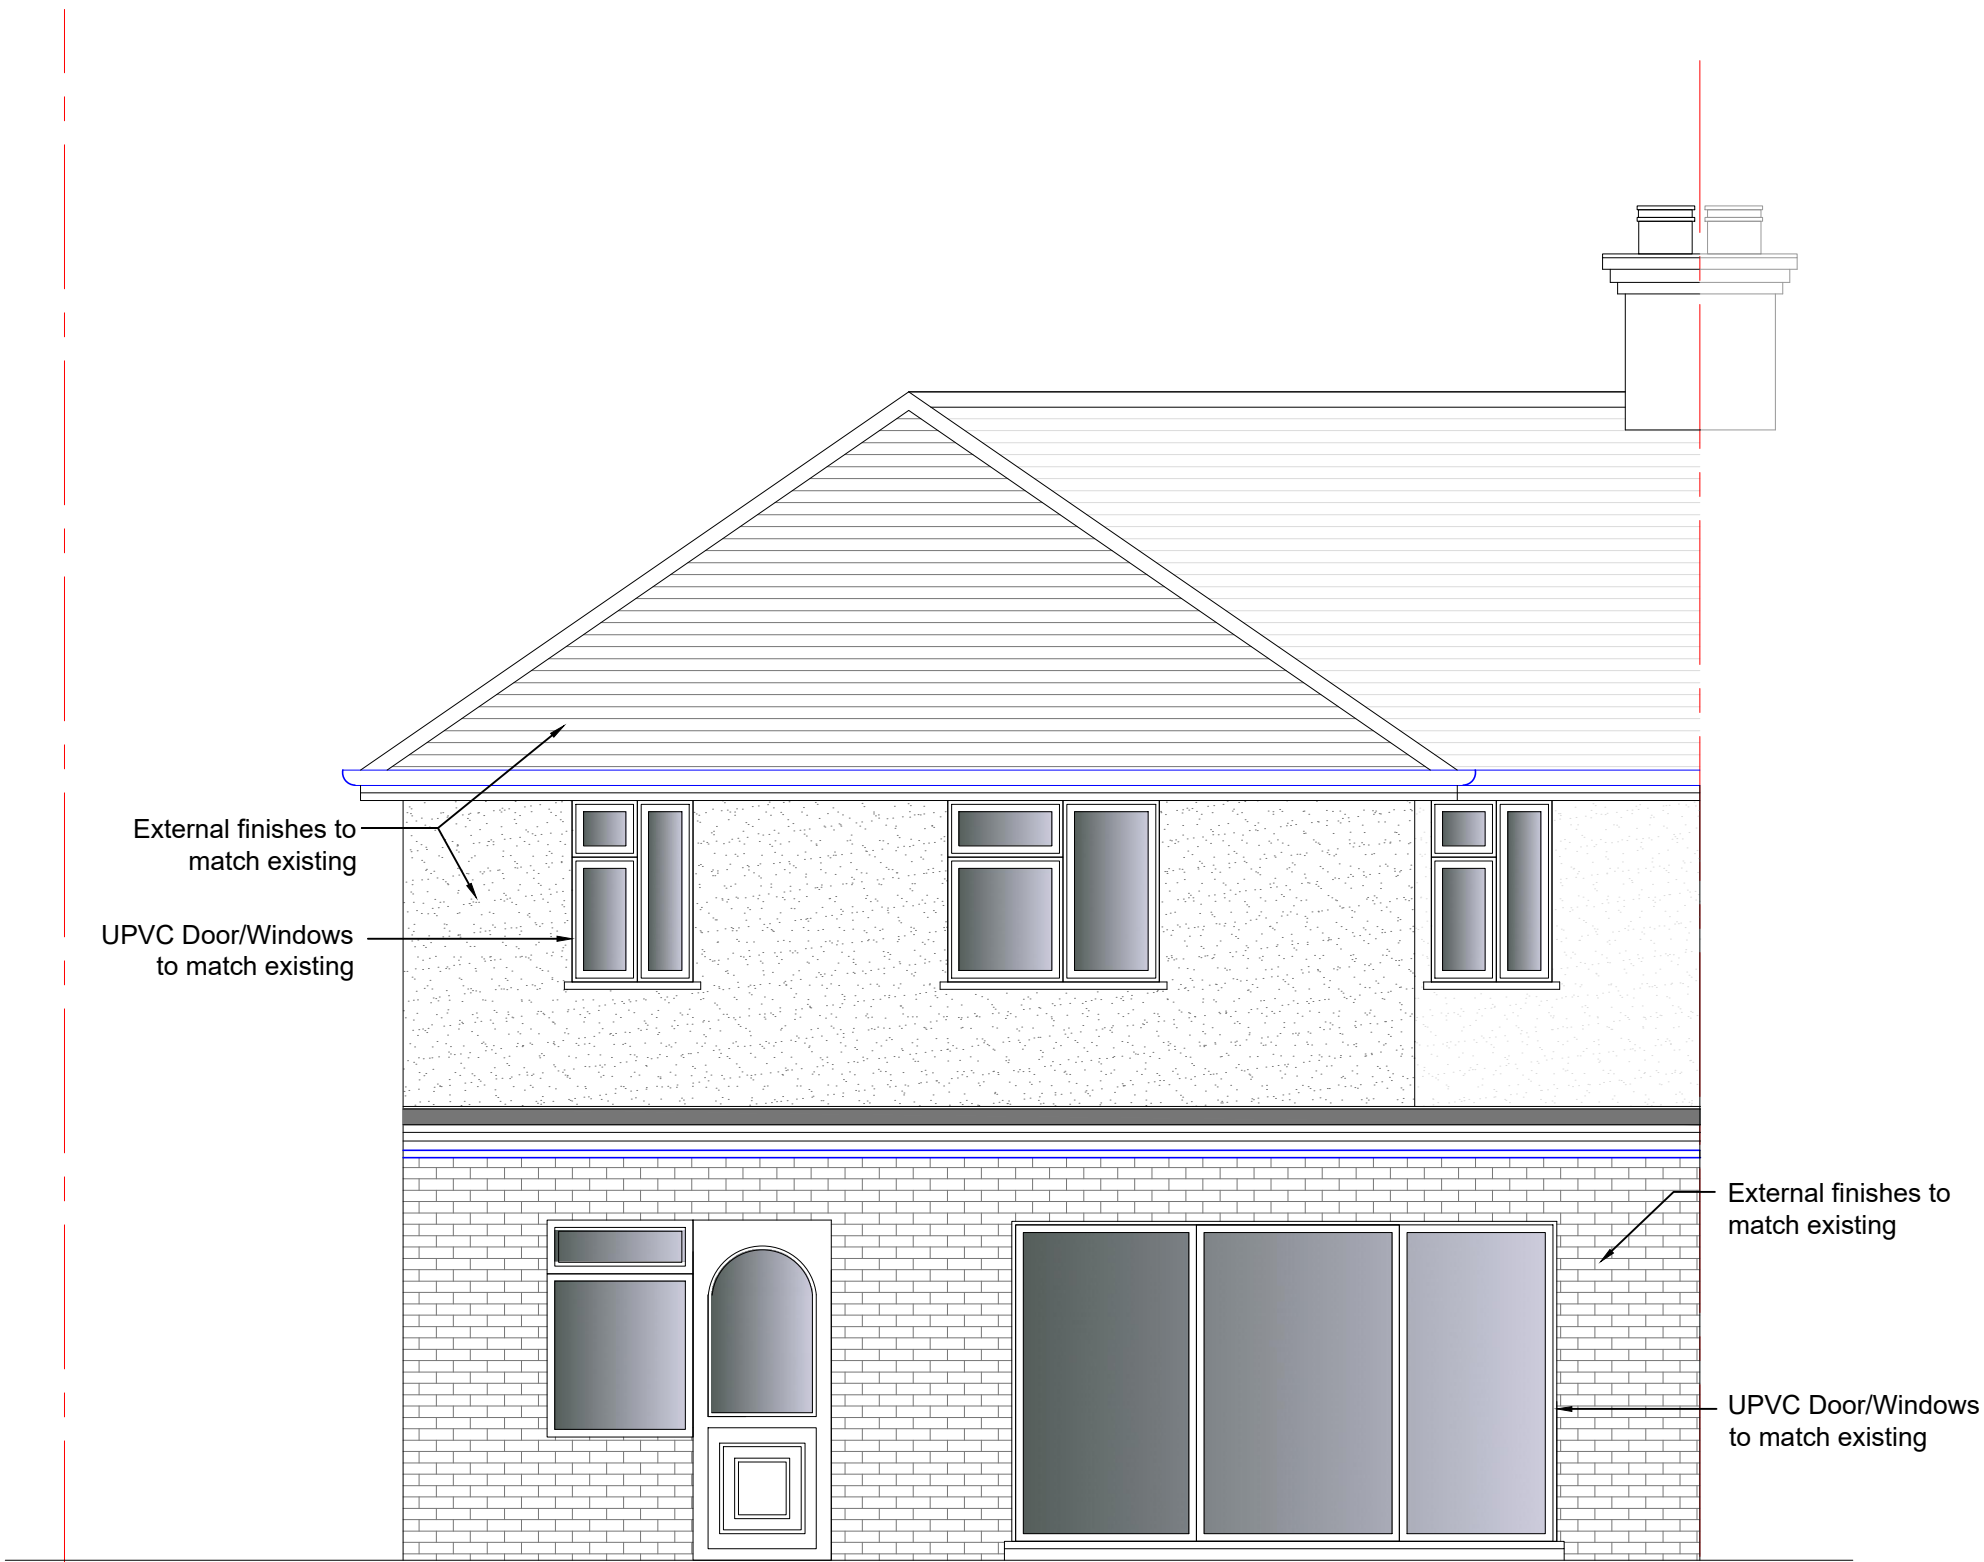 External finishes to
match existing
UPVC Door/Windows
to match existing
External finishes to
match existing
UPVC Door/Windows
to match existing